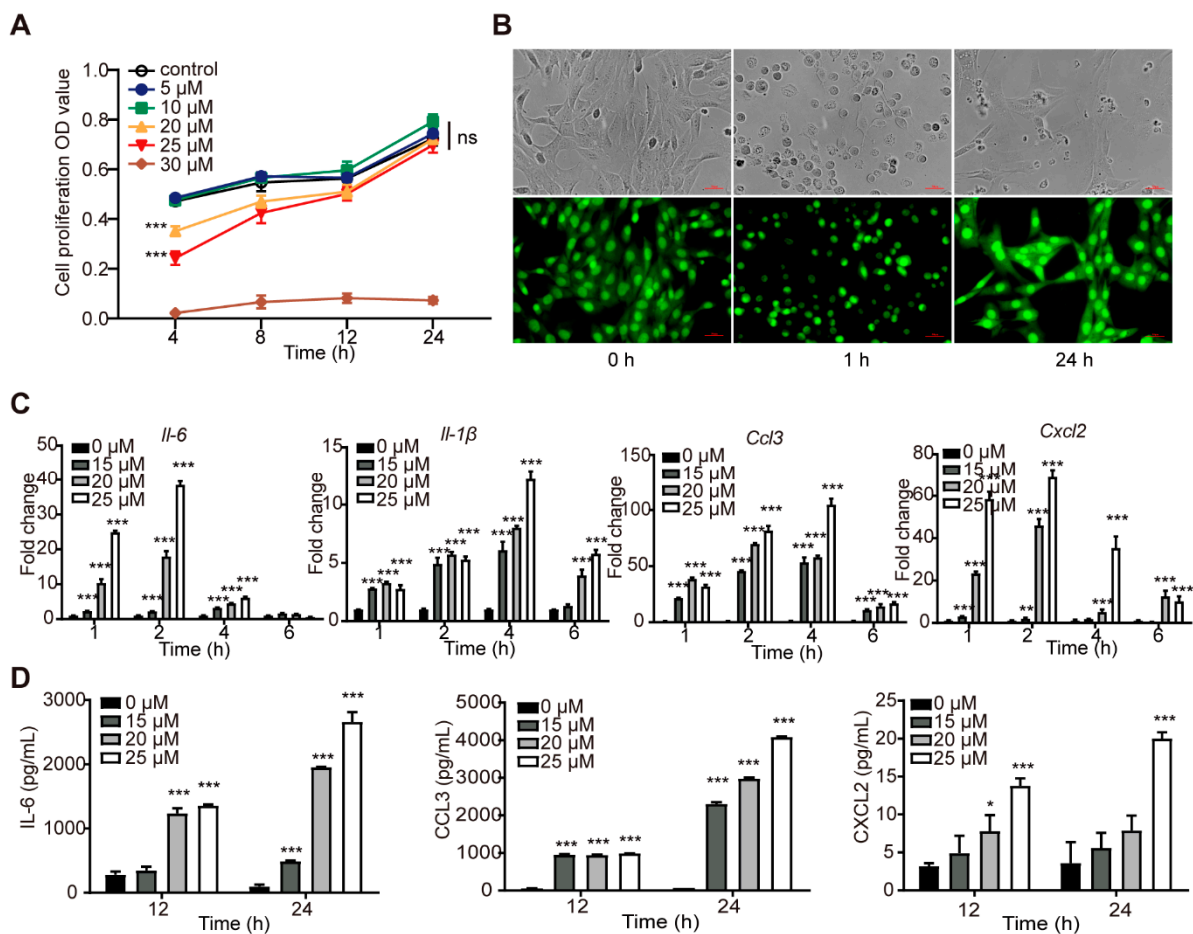 A
Cell proliferation OD value
1.0
0.8
0.6
0.4
0.2
0.0
control
5 µM
10 µM
20 µM
25 µM
30 µM
ns
***
***
4
8
12
24
Time (h)
B
0 h
1 h
24 h
C
Il-6
Fold change
50
40
30
20
10
0
0 µM
15 µM
20 µM
25 µM
***
***
***
***
***
***
***
***
***
1
2
4
6
Time (h)
Il-1β
Fold change
15
10
5
0
0 µM
15 µM
20 µM
25 µM
***
***
***
***
***
***
***
***
***
***
***
1
2
4
6
Time (h)
Ccl3
Fold change
150
100
50
0
0 µM
15 µM
20 µM
25 µM
***
***
***
***
***
***
***
***
***
***
***
***
1
2
4
6
Time (h)
Cxcl2
Fold change
80
60
40
20
0
0 µM
15 µM
20 µM
25 µM
***
***
***
**
***
***
***
***
***
***
1
2
4
6
Time (h)
D
IL-6 (pg/mL)
3000
2000
1000
0
0 µM
15 µM
20 µM
25 µM
***
***
***
***
***
12
24
Time (h)
CCL3 (pg/mL)
5000
4000
3000
2000
1000
0
0 µM
15 µM
20 µM
25 µM
***
***
***
***
***
***
12
24
Time (h)
CXCL2 (pg/mL)
25
20
15
10
5
0
0 µM
15 µM
20 µM
25 µM
*
***
***
12
24
Time (h)